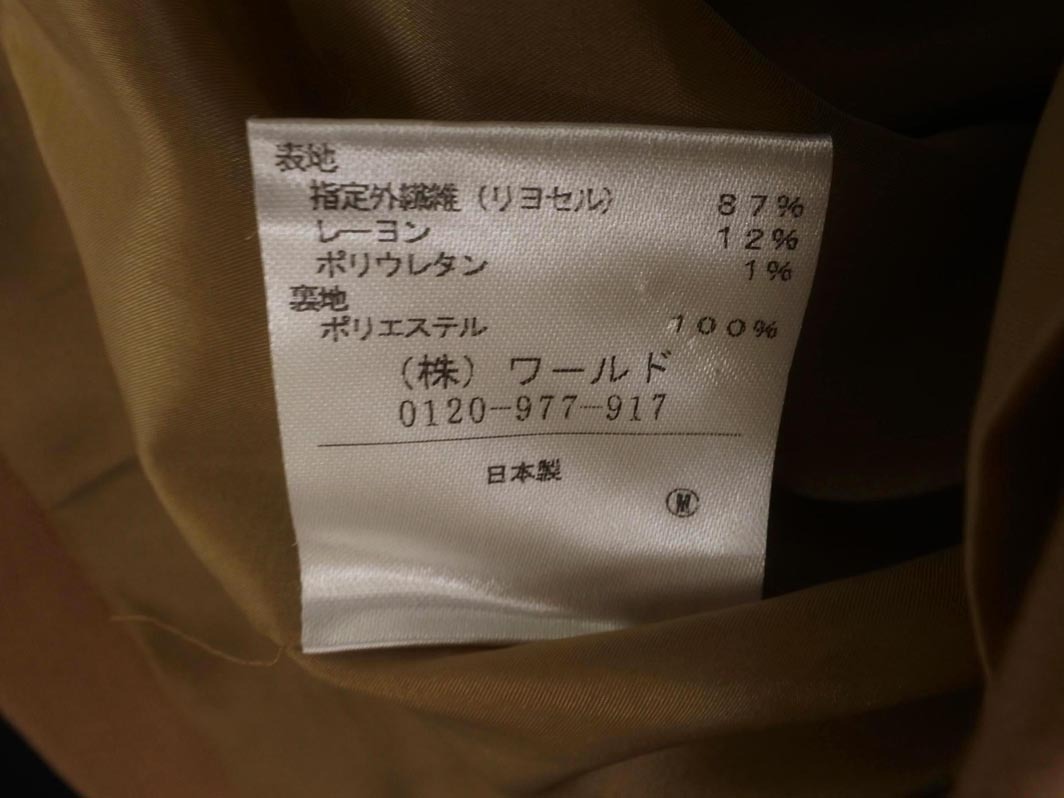 表地
指定外繊維（リヨセル） 87%
レーヨン 12%
ポリウレタン 1%
裏地
ポリエステル 100%
（株）ワールド
0120-977-917
日本製
Ⓜ